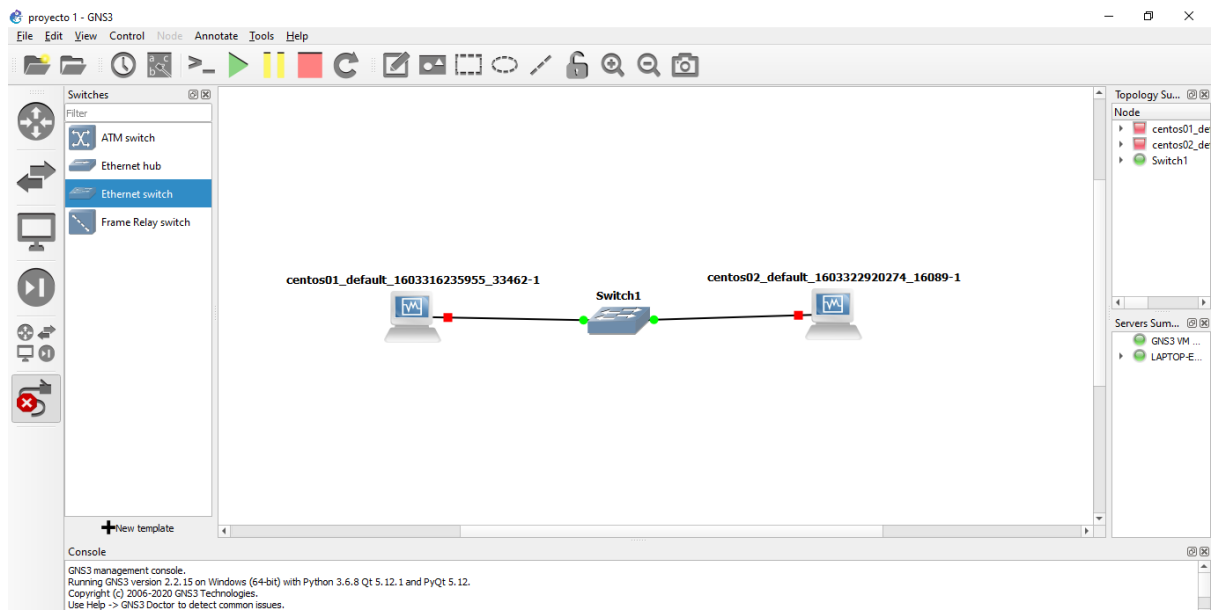 proyecto 1 - GNS3
File Edit View Control Node Annotate Tools Help
Switches
Filter
ATM switch
Ethernet hub
Ethernet switch
Frame Relay switch
New template
centos01_default_1603316235955_33462-1
Switch1
centos02_default_1603322920274_16089-1
Topology Su...
Node
centos01_de
centos02_de
Switch1
Servers Sum...
GNS3 VM ...
LAPTOP-E...
Console
GNS3 management console.
Running GNS3 version 2.2.15 on Windows (64-bit) with Python 3.6.8 Qt 5.12.1 and PyQt 5.12.
Copyright (c) 2006-2020 GNS3 Technologies.
Use Help -> GNS3 Doctor to detect common issues.